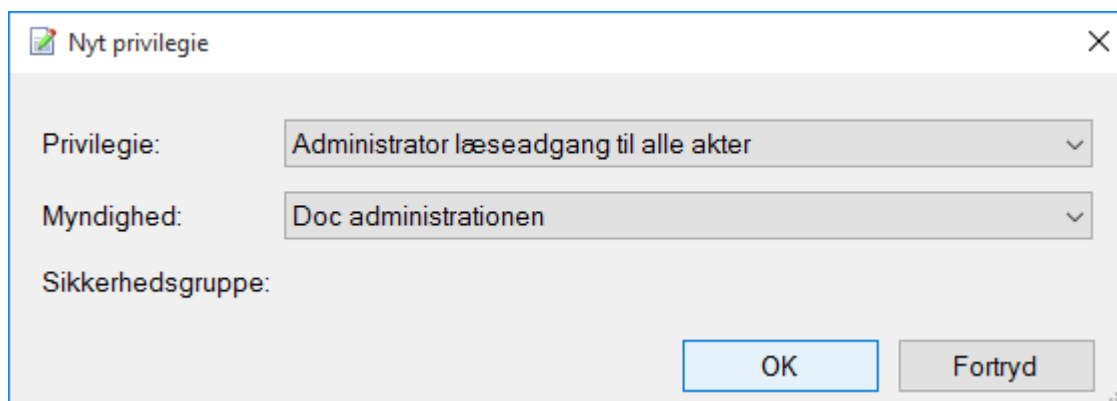 Nyt privilegie
Privilegie: Administrator læseadgang til alle akter
Myndighed: Doc administrationen
Sikkerhedsgruppe:
OK Fortryd